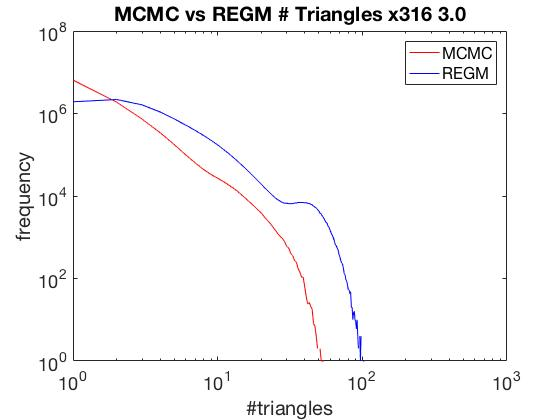 MCMC vs REGM # Triangles x316 3.0
10^8
10^6
10^4
10^2
10^0
frequency
MCMC
REGM
10^0 10^1 10^2 10^3
#triangles